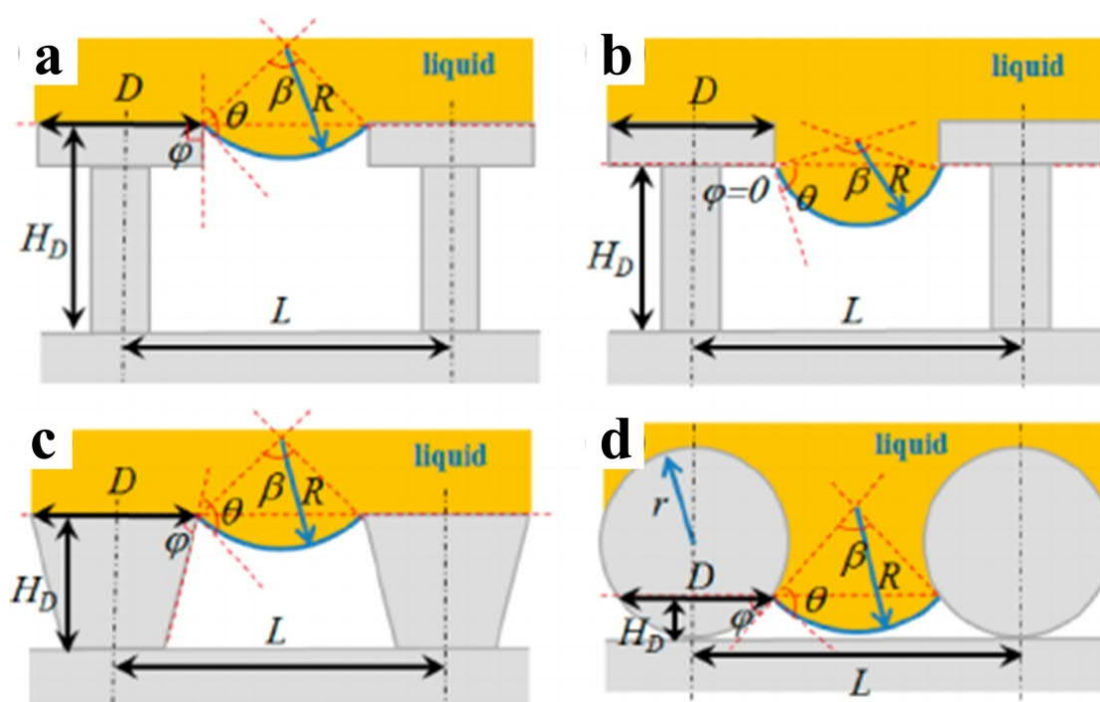 a
liquid
D
β
R
θ
φ
H_D
L
b
liquid
D
φ=0
θ
β
R
H_D
L
c
liquid
D
β
R
θ
φ
H_D
L
d
liquid
r
D
β
R
θ
φ
H_D
L